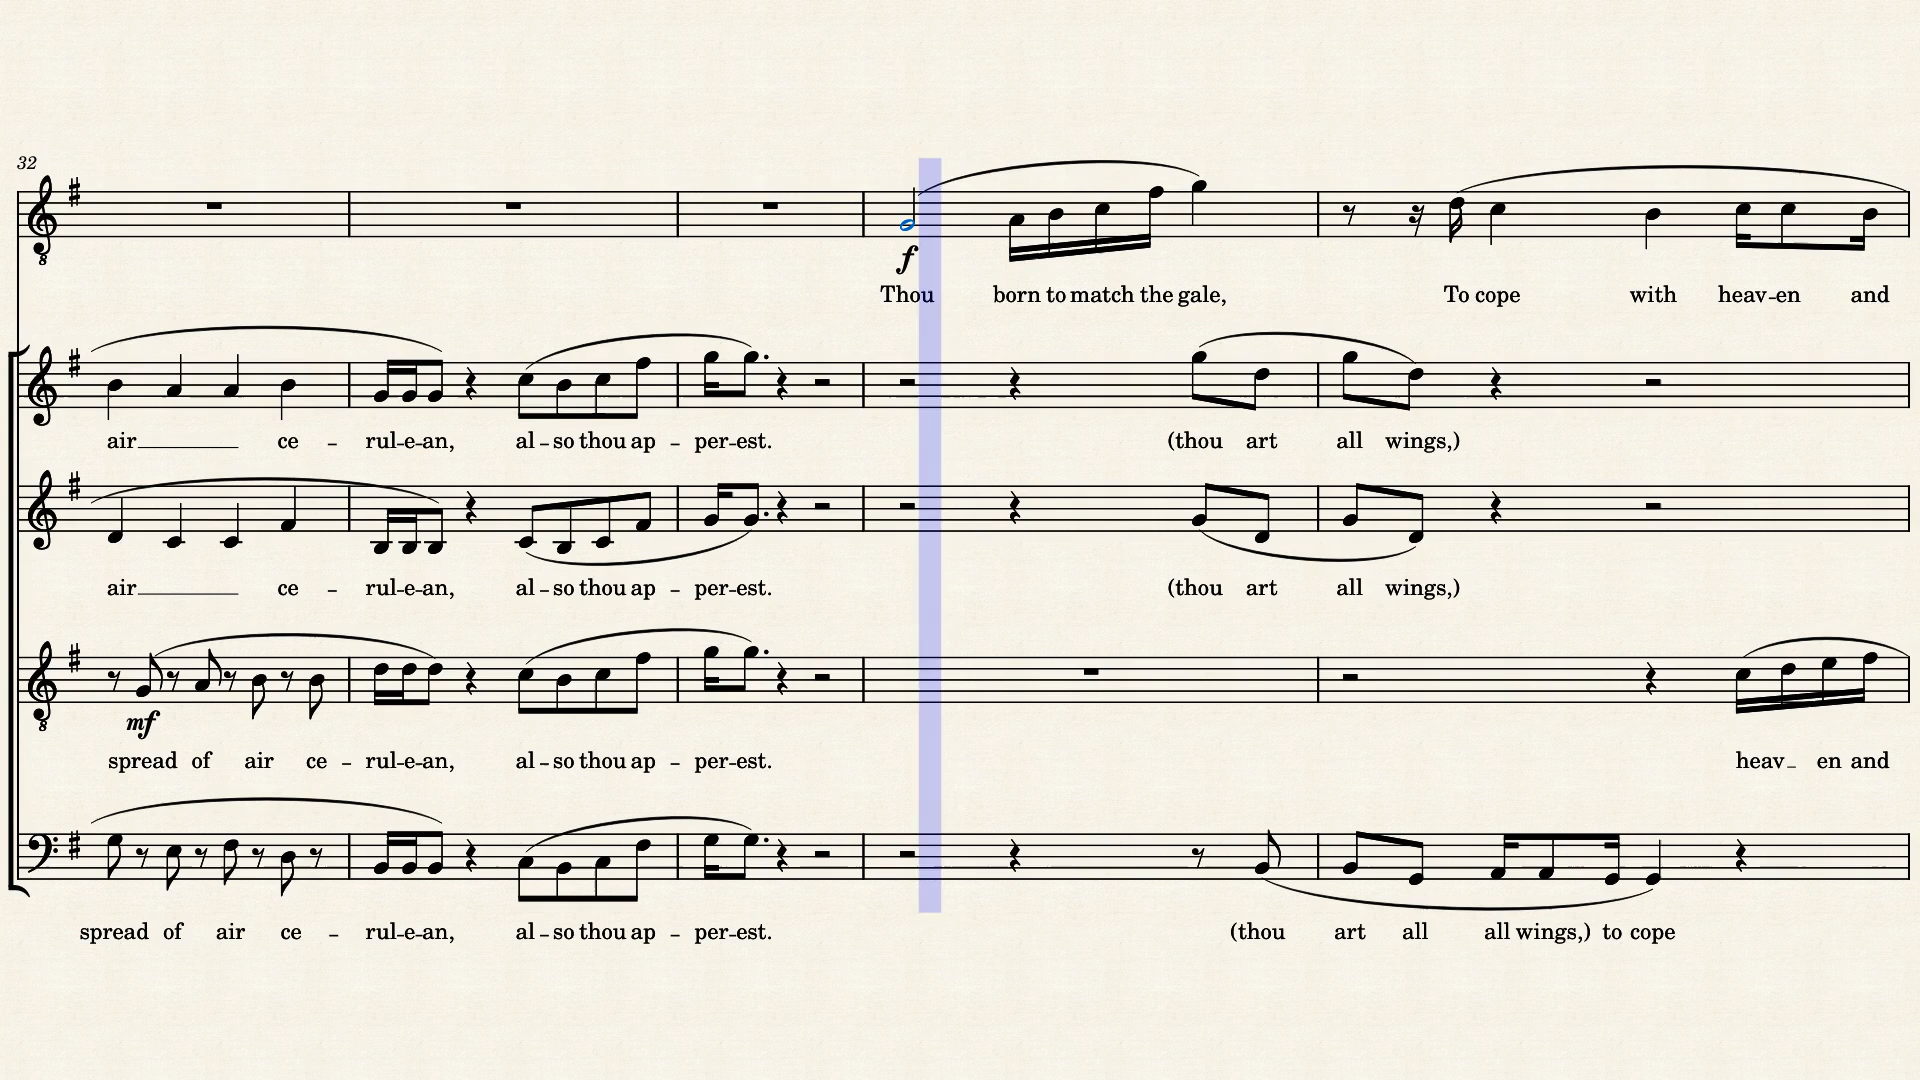 32
f
Thou born to match the gale, To cope with heav-en and
air ce - rul-e-an, al-so thou ap - per-est. (thou art all wings,)
air ce - rul-e-an, al-so thou ap - per-est. (thou art all wings,)
mf
spread of air ce - rul-e-an, al-so thou ap - per-est. heav- en and
spread of air ce - rul-e-an, al-so thou ap - per-est. (thou art all all wings,) to cope